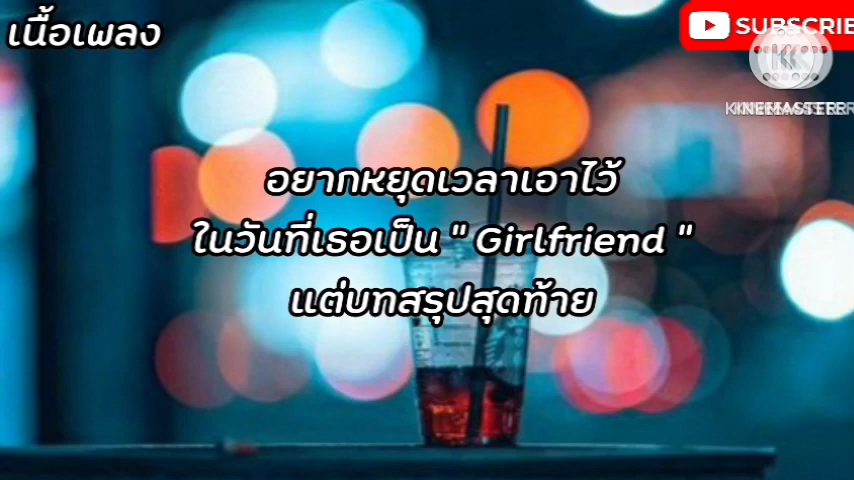 เนื้อเพลง
SUBSCRIBE
KINEMASTER
อยากหยุดเวลาเอาไว้
ในวันที่เธอเป็น " Girlfriend "
แต่บทสรุปสุดท้าย